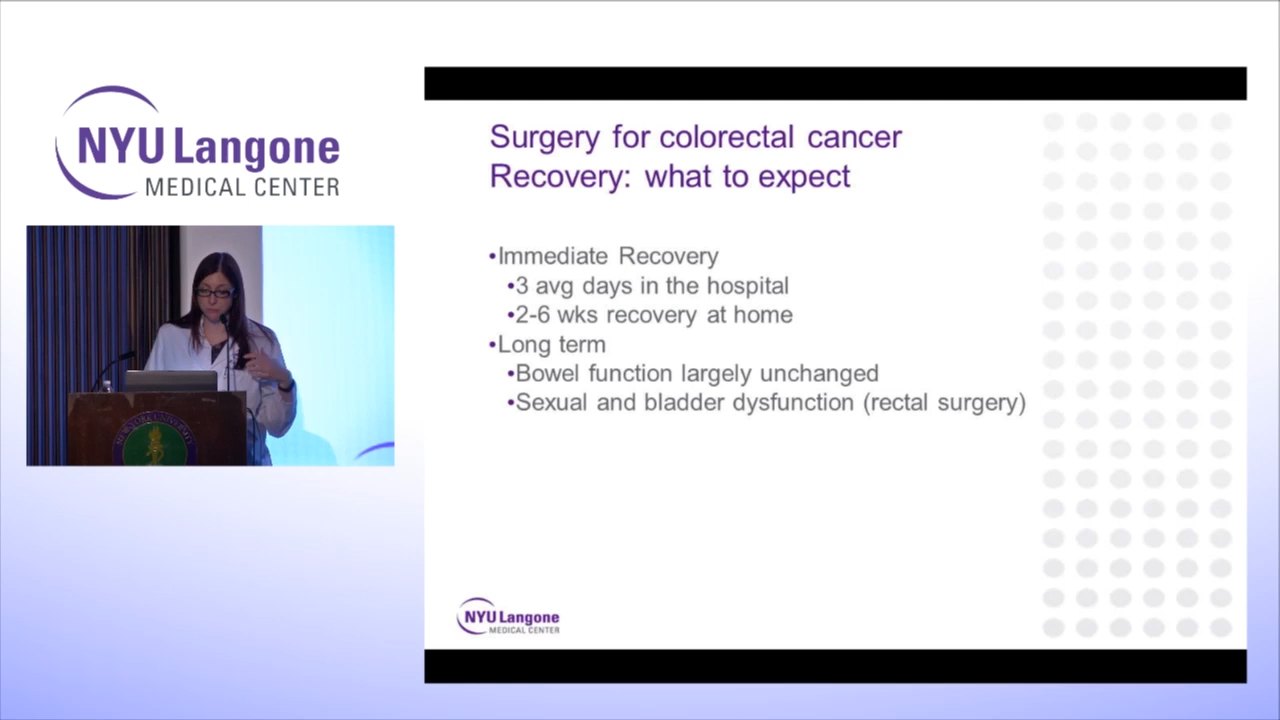 NYU Langone
MEDICAL CENTER
Surgery for colorectal cancer
Recovery: what to expect
•Immediate Recovery
•3 avg days in the hospital
•2-6 wks recovery at home
•Long term
•Bowel function largely unchanged
•Sexual and bladder dysfunction (rectal surgery)
NYU Langone
MEDICAL CENTER